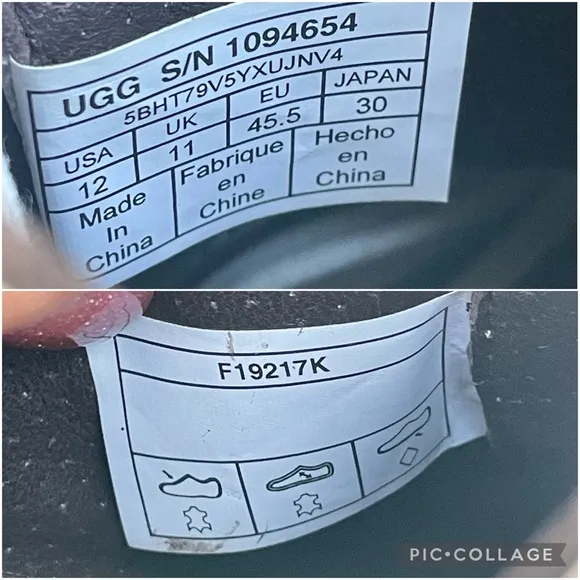 UGG S/N 1094654
5BHT79V5YXUJNV4
USA UK EU JAPAN
12 11 45.5 30
Made In China
Fabrique en Chine
Hecho en China
F19217K
PIC•COLLAGE